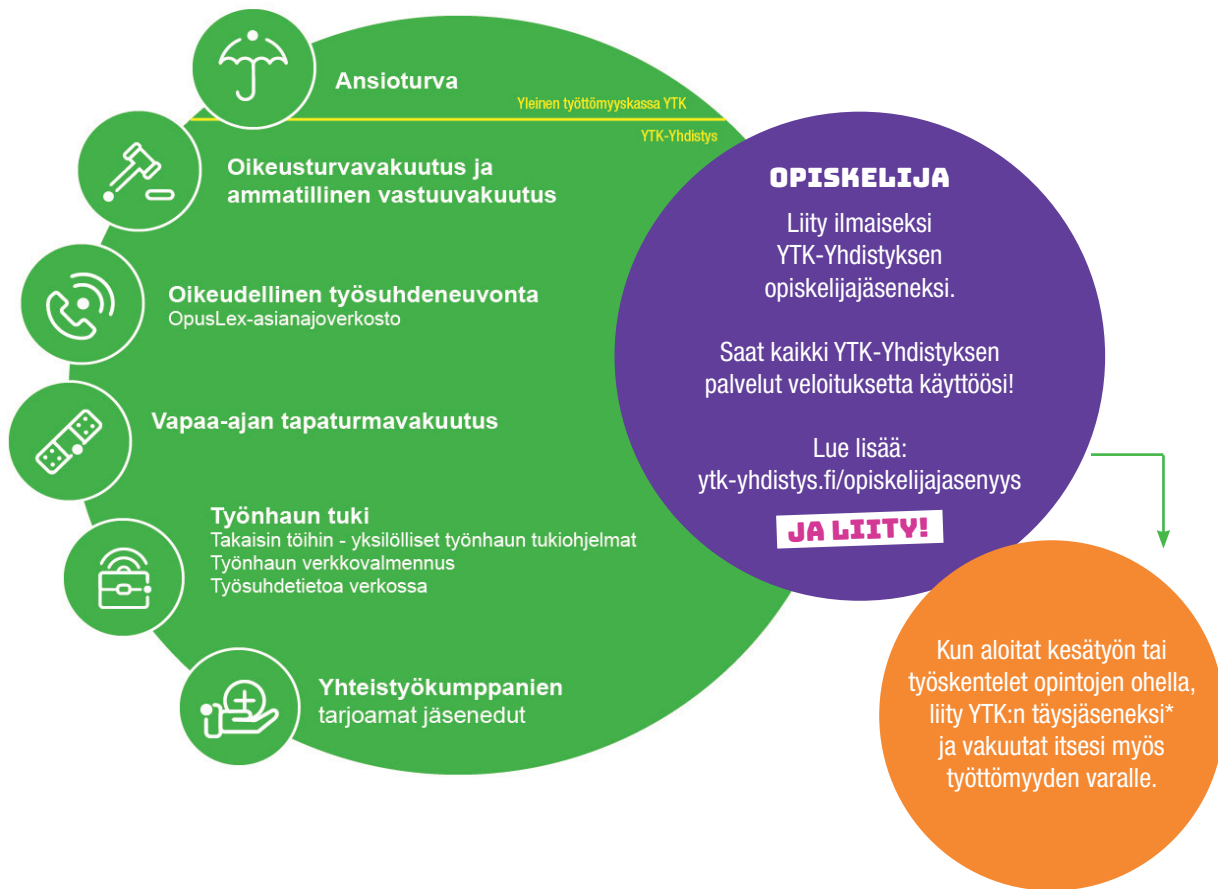 Ansioturva
Yleinen työttömyyskassa YTK
YTK-Yhdistys
Oikeusturvavakuutus ja
ammatillinen vastuuvakuutus
Oikeudellinen työsuhdeneuvonta
OpusLex-asianajoverkosto
Vapaa-ajan tapaturmavakuutus
Työnhaun tuki
Takaisin töihin - yksilölliset työnhaun tukiohjelmat
Työnhaun verkkovalmennus
Työsuhdetietoa verkossa
Yhteistyökumppanien
tarjoamat jäsenedut
OPISKELIJA
Liity ilmaiseksi
YTK-Yhdistyksen
opiskelijajäseneksi.
Saat kaikki YTK-Yhdistyksen
palvelut veloituksetta käyttöösi!
Lue lisää:
ytk-yhdistys.fi/opiskelijajasenyys
JA LIITY!
Kun aloitat kesätyön tai
työskentelet opintojen ohella,
liity YTK:n täysjäseneksi*
ja vakuutat itsesi myös
työttömyyden varalle.